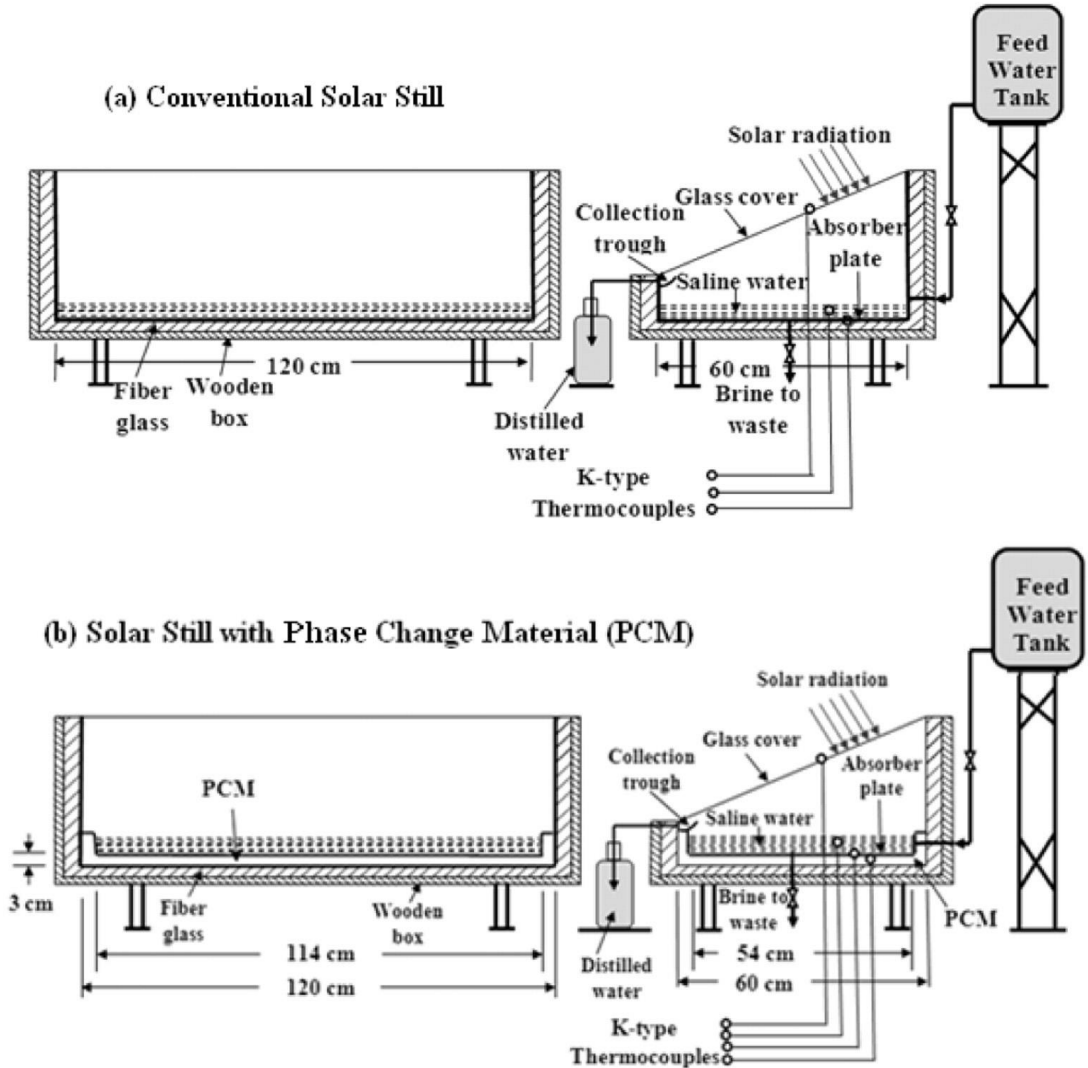 (a) Conventional Solar Still
Feed
Water
Tank
Solar radiation
Glass cover
Collection
trough
Absorber
plate
Saline water
120 cm
60 cm
Fiber
glass
Wooden
box
Distilled
water
Brine to
waste
K-type
Thermocouples
(b) Solar Still with Phase Change Material (PCM)
Feed
Water
Tank
Solar radiation
Glass cover
Collection
trough
Absorber
plate
PCM
Saline water
3 cm
Fiber
glass
Wooden
box
Brine to
waste
PCM
114 cm
54 cm
120 cm
60 cm
Distilled
water
K-type
Thermocouples